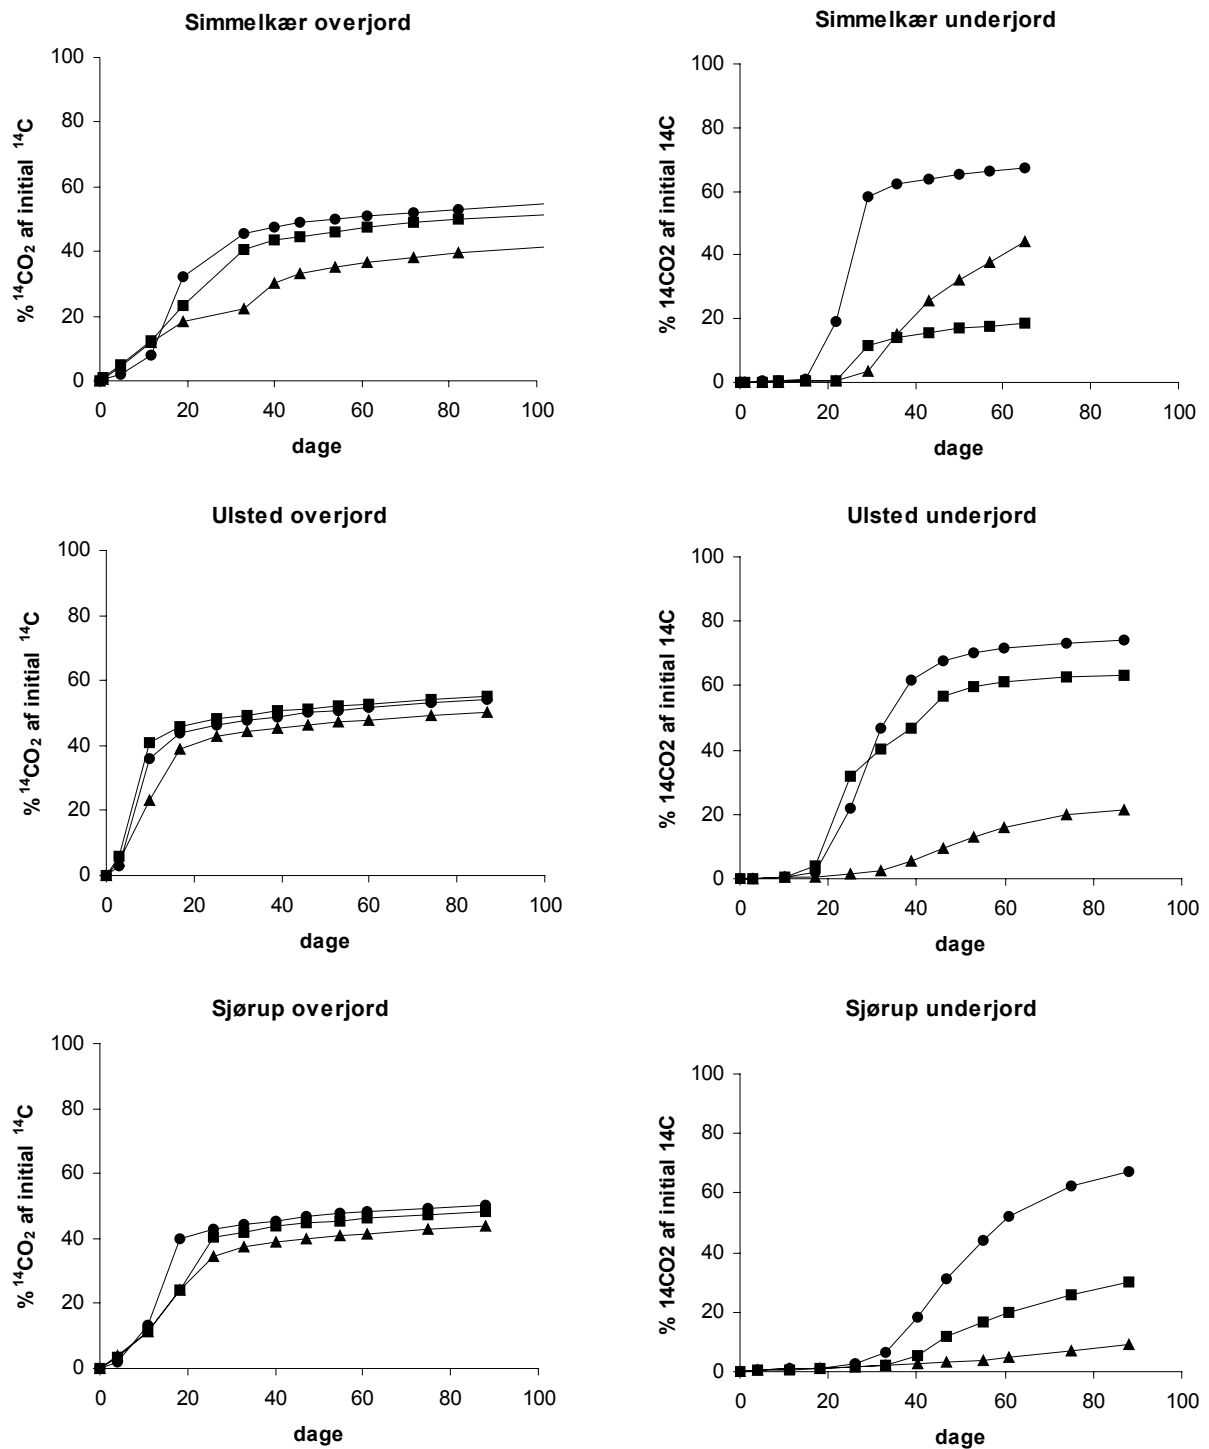 Simmelkær overjord
100
80
60
40
20
0
% ¹⁴CO₂ af initial ¹⁴C
0 20 40 60 80 100
dage
Simmelkær underjord
100
80
60
40
20
0
% 14CO2 af initial 14C
0 20 40 60 80 100
dage
Ulsted overjord
100
80
60
40
20
0
% ¹⁴CO₂ af initial ¹⁴C
0 20 40 60 80 100
dage
Ulsted underjord
100
80
60
40
20
0
% 14CO2 af initial 14C
0 20 40 60 80 100
dage
Sjørup overjord
100
80
60
40
20
0
% ¹⁴CO₂ af initial ¹⁴C
0 20 40 60 80 100
dage
Sjørup underjord
100
80
60
40
20
0
% 14CO2 af initial 14C
0 20 40 60 80 100
dage